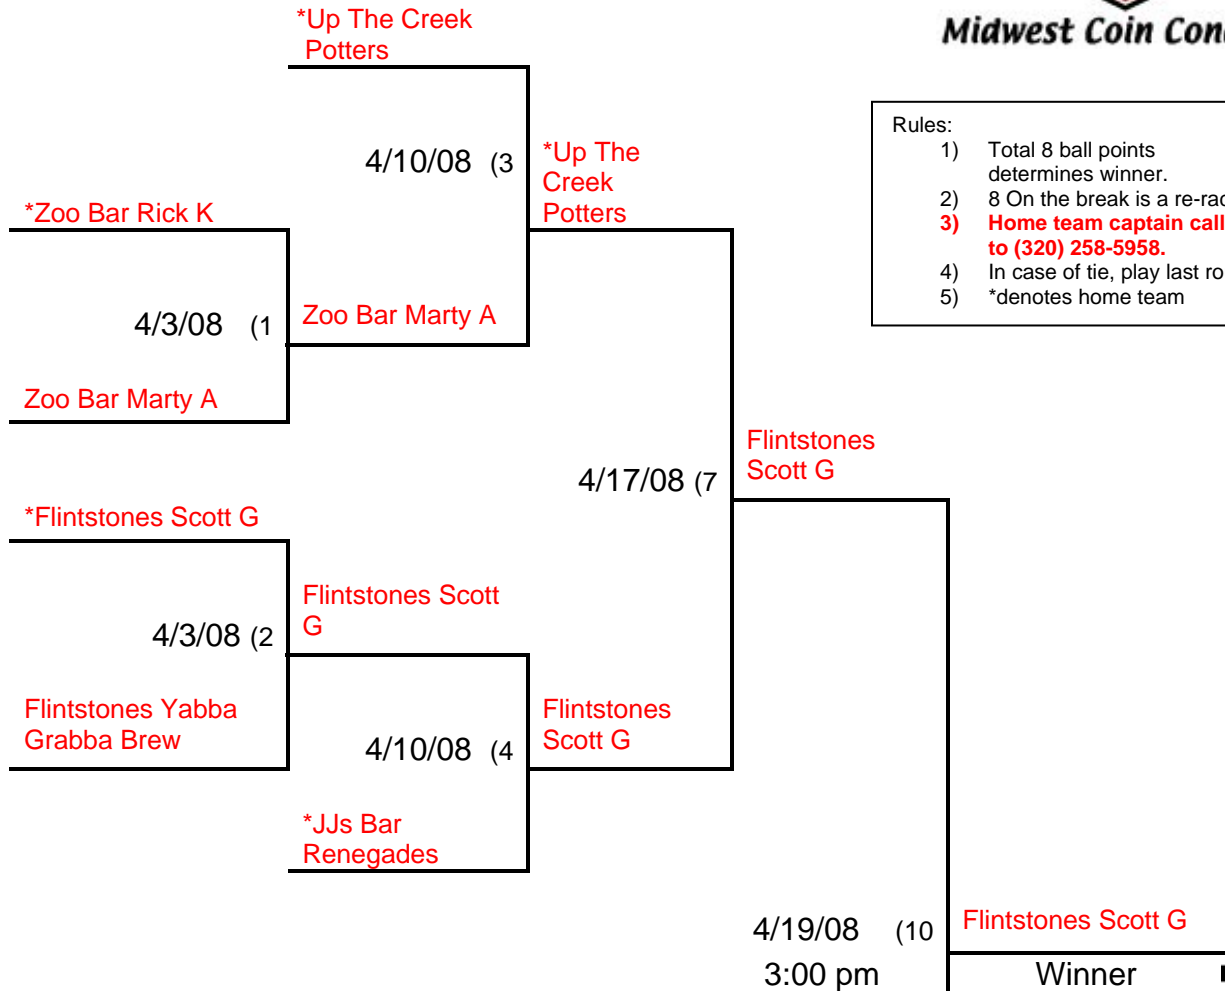 *Up The Creek
Potters
Midwest Coin
Rules:
1) Total 8 ball points
determines winner.
2) 8 On the break is a
3) Home team captain call
to (320) 258-5958.
4) In case of tie, play last
5) *denotes home team
4/10/08 (3
*Up The
Creek
Potters
*Zoo Bar Rick K
4/3/08 (1
Zoo Bar Marty A
Zoo Bar Marty A
4/17/08 (7
Flintstones
Scott G
*Flintstones Scott G
4/3/08 (2
Flintstones Scott
G
Flintstones Yabba
Grabba Brew
4/10/08 (4
Flintstones
Scott G
*JJs Bar
Renegades
4/19/08 (10
3:00 pm
Flintstones Scott G
Winner